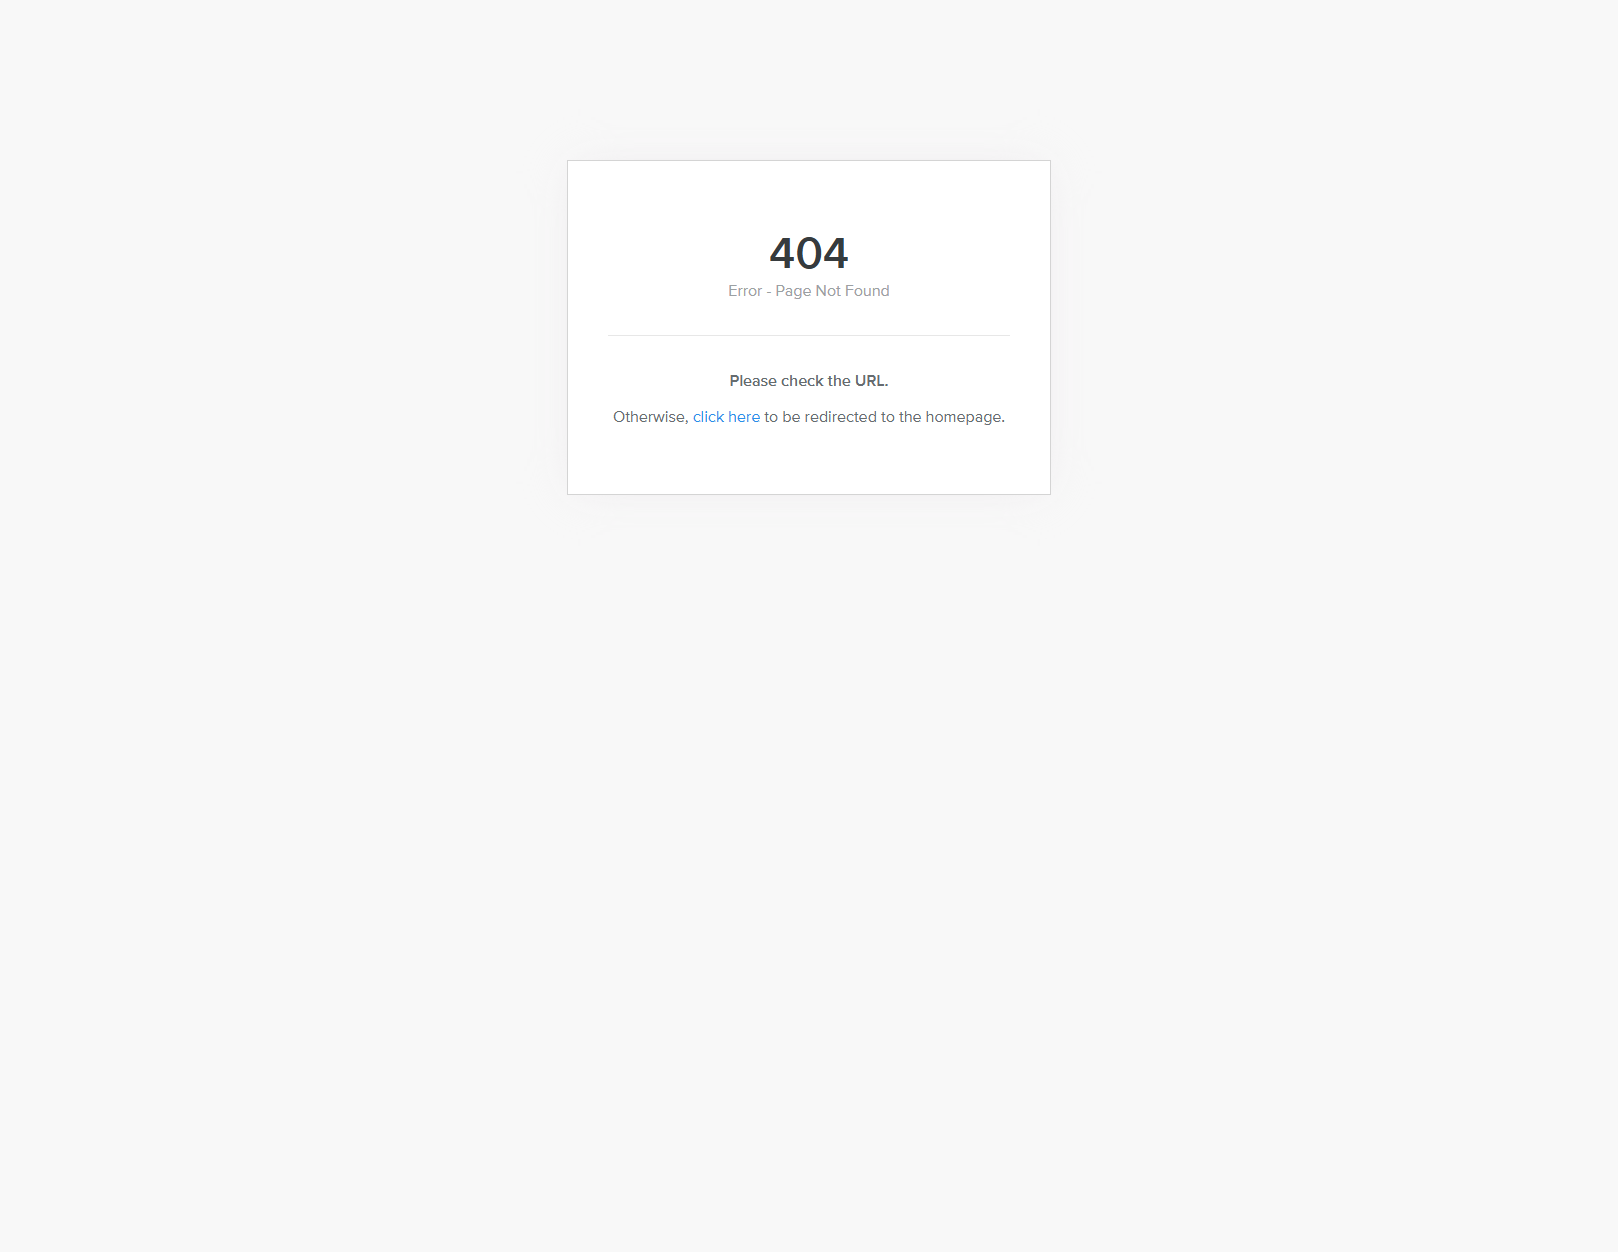 404
Error - Page Not Found
Please check the URL.
Otherwise, click here to be redirected to the homepage.